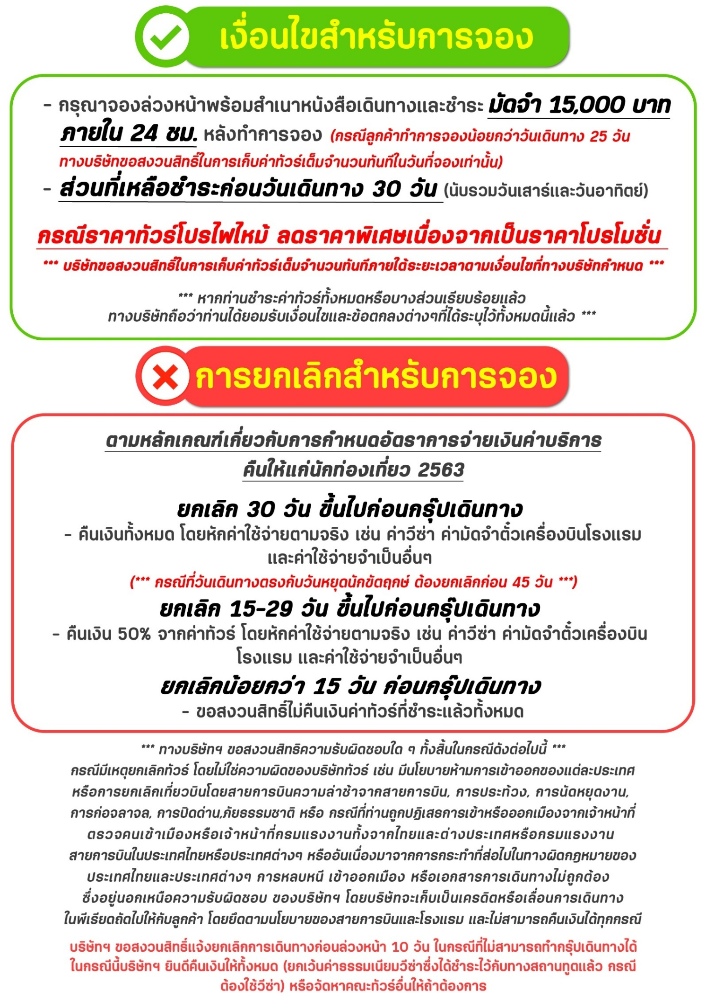 เงื่อนไขสำหรับการจอง
- กรุณาจองล่วงหน้าพร้อมสำเนาหนังสือเดินทางและชำระ มัดจำ 15,000 บาท
ภายใน 24 ชม. หลังทำการจอง (กรณีลูกค้าทำการจองน้อยกว่าวันเดินทาง 25 วัน
ทางบริษัทขอสงวนสิทธิ์ในการเก็บค่าทัวร์เต็มจำนวนทันทีในวันที่จองเท่านั้น)
- ส่วนที่เหลือชำระก่อนวันเดินทาง 30 วัน (นับรวมวันเสาร์และวันอาทิตย์)
กรณีราคาทัวร์โปรไฟไหม้ ลดราคาพิเศษเนื่องจากเป็นราคาโปรโมชั่น
*** บริษัทขอสงวนสิทธิ์ในการเก็บค่าทัวร์เต็มจำนวนทันทีภายใต้ระยะเวลาตามเงื่อนไขที่ทางบริษัทกำหนด ***
*** หากท่านชำระค่าทัวร์ทั้งหมดหรือบางส่วนเรียบร้อยแล้ว
ทางบริษัทถือว่าท่านได้ยอมรับเงื่อนไขและข้อตกลงต่างๆที่ได้ระบุไว้ทั้งหมดนี้แล้ว ***
การยกเลิกสำหรับการจอง
ตามหลักเกณฑ์เกี่ยวกับการกำหนดอัตราการจ่ายเงินค่าบริการ
คืนให้แก่นักท่องเที่ยว 2563
ยกเลิก 30 วัน ขึ้นไปก่อนกรุ๊ปเดินทาง
- คืนเงินทั้งหมด โดยหักค่าใช้จ่ายตามจริง เช่น ค่าวีซ่า ค่ามัดจำตั๋วเครื่องบินโรงแรม
และค่าใช้จ่ายจำเป็นอื่นๆ
(*** กรณีที่วันเดินทางตรงกับวันหยุดนักขัตฤกษ์ ต้องยกเลิกก่อน 45 วัน ***)
ยกเลิก 15-29 วัน ขึ้นไปก่อนกรุ๊ปเดินทาง
- คืนเงิน 50% จากค่าทัวร์ โดยหักค่าใช้จ่ายตามจริง เช่น ค่าวีซ่า ค่ามัดจำตั๋วเครื่องบิน
โรงแรม และค่าใช้จ่ายจำเป็นอื่นๆ
ยกเลิกน้อยกว่า 15 วัน ก่อนกรุ๊ปเดินทาง
- ขอสงวนสิทธิ์ไม่คืนเงินค่าทัวร์ที่ชำระแล้วทั้งหมด
*** ทางบริษัทฯ ขอสงวนสิทธิความรับผิดชอบใด ๆ ทั้งสิ้นในกรณีดังต่อไปนี้ ***
กรณีมีเหตุยกเลิกทัวร์ โดยไม่ใช่ความผิดของบริษัททัวร์ เช่น มีนโยบายห้ามการเข้าออกของแต่ละประเทศ
หรือการยกเลิกเที่ยวบินโดยสายการบินความล่าช้าจากสายการบิน, การประท้วง, การนัดหยุดงาน,
การก่อจลาจล, การปิดด่าน,ภัยธรรมชาติ หรือ กรณีที่ท่านถูกปฏิเสธการเข้าหรือออกเมืองจากเจ้าหน้าที่
ตรวจคนเข้าเมืองหรือเจ้าหน้าที่กรมแรงงานทั้งจากไทยและต่างประเทศหรือกรมแรงงาน
สายการบินในประเทศไทยหรือประเทศต่างๆ หรืออันเนื่องมาจากการกระทำที่ส่อไปในทางผิดกฎหมายของ
ประเทศไทยและประเทศต่างๆ การหลบหนี เข้าออกเมือง หรือเอกสารการเดินทางไม่ถูกต้อง
ซึ่งอยู่นอกเหนือความรับผิดชอบ ของบริษัทฯ โดยบริษัทจะเก็บเป็นเครดิตหรือเลื่อนการเดินทาง
ในพีเรียดถัดไปให้กับลูกค้า โดยยึดตามนโยบายของสายการบินและโรงแรม และไม่สามารถคืนเงินได้ทุกกรณี
บริษัทฯ ขอสงวนสิทธิ์แจ้งยกเลิกการเดินทางก่อนล่วงหน้า 10 วัน ในกรณีที่ไม่สามารถทำกรุ๊ปเดินทางได้
ในกรณีนี้บริษัทฯ ยินดีคืนเงินให้ทั้งหมด (ยกเว้นค่าธรรมเนียมวีซ่าซึ่งได้ชำระไว้กับทางสถานทูตแล้ว กรณี
ต้องใช้วีซ่า) หรือจัดหาคณะทัวร์อื่นให้ถ้าต้องการ